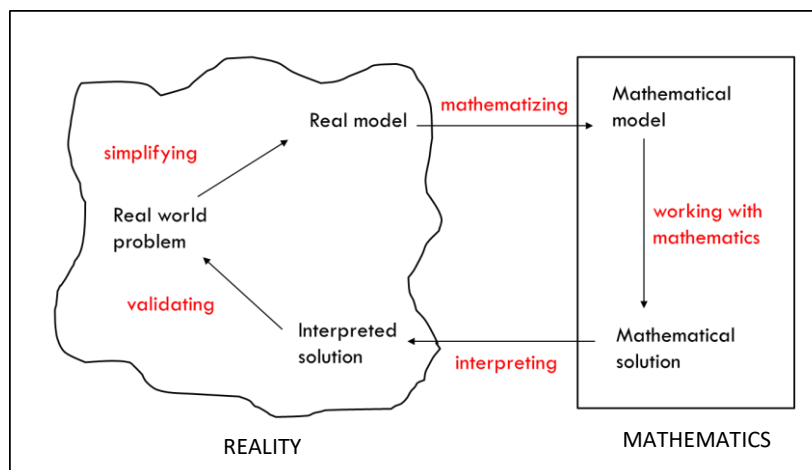 Real model
mathematizing
Mathematical
model
simplifying
Real world
problem
working with
mathematics
validating
Interpreted
solution
interpreting
Mathematical
solution
REALITY
MATHEMATICS